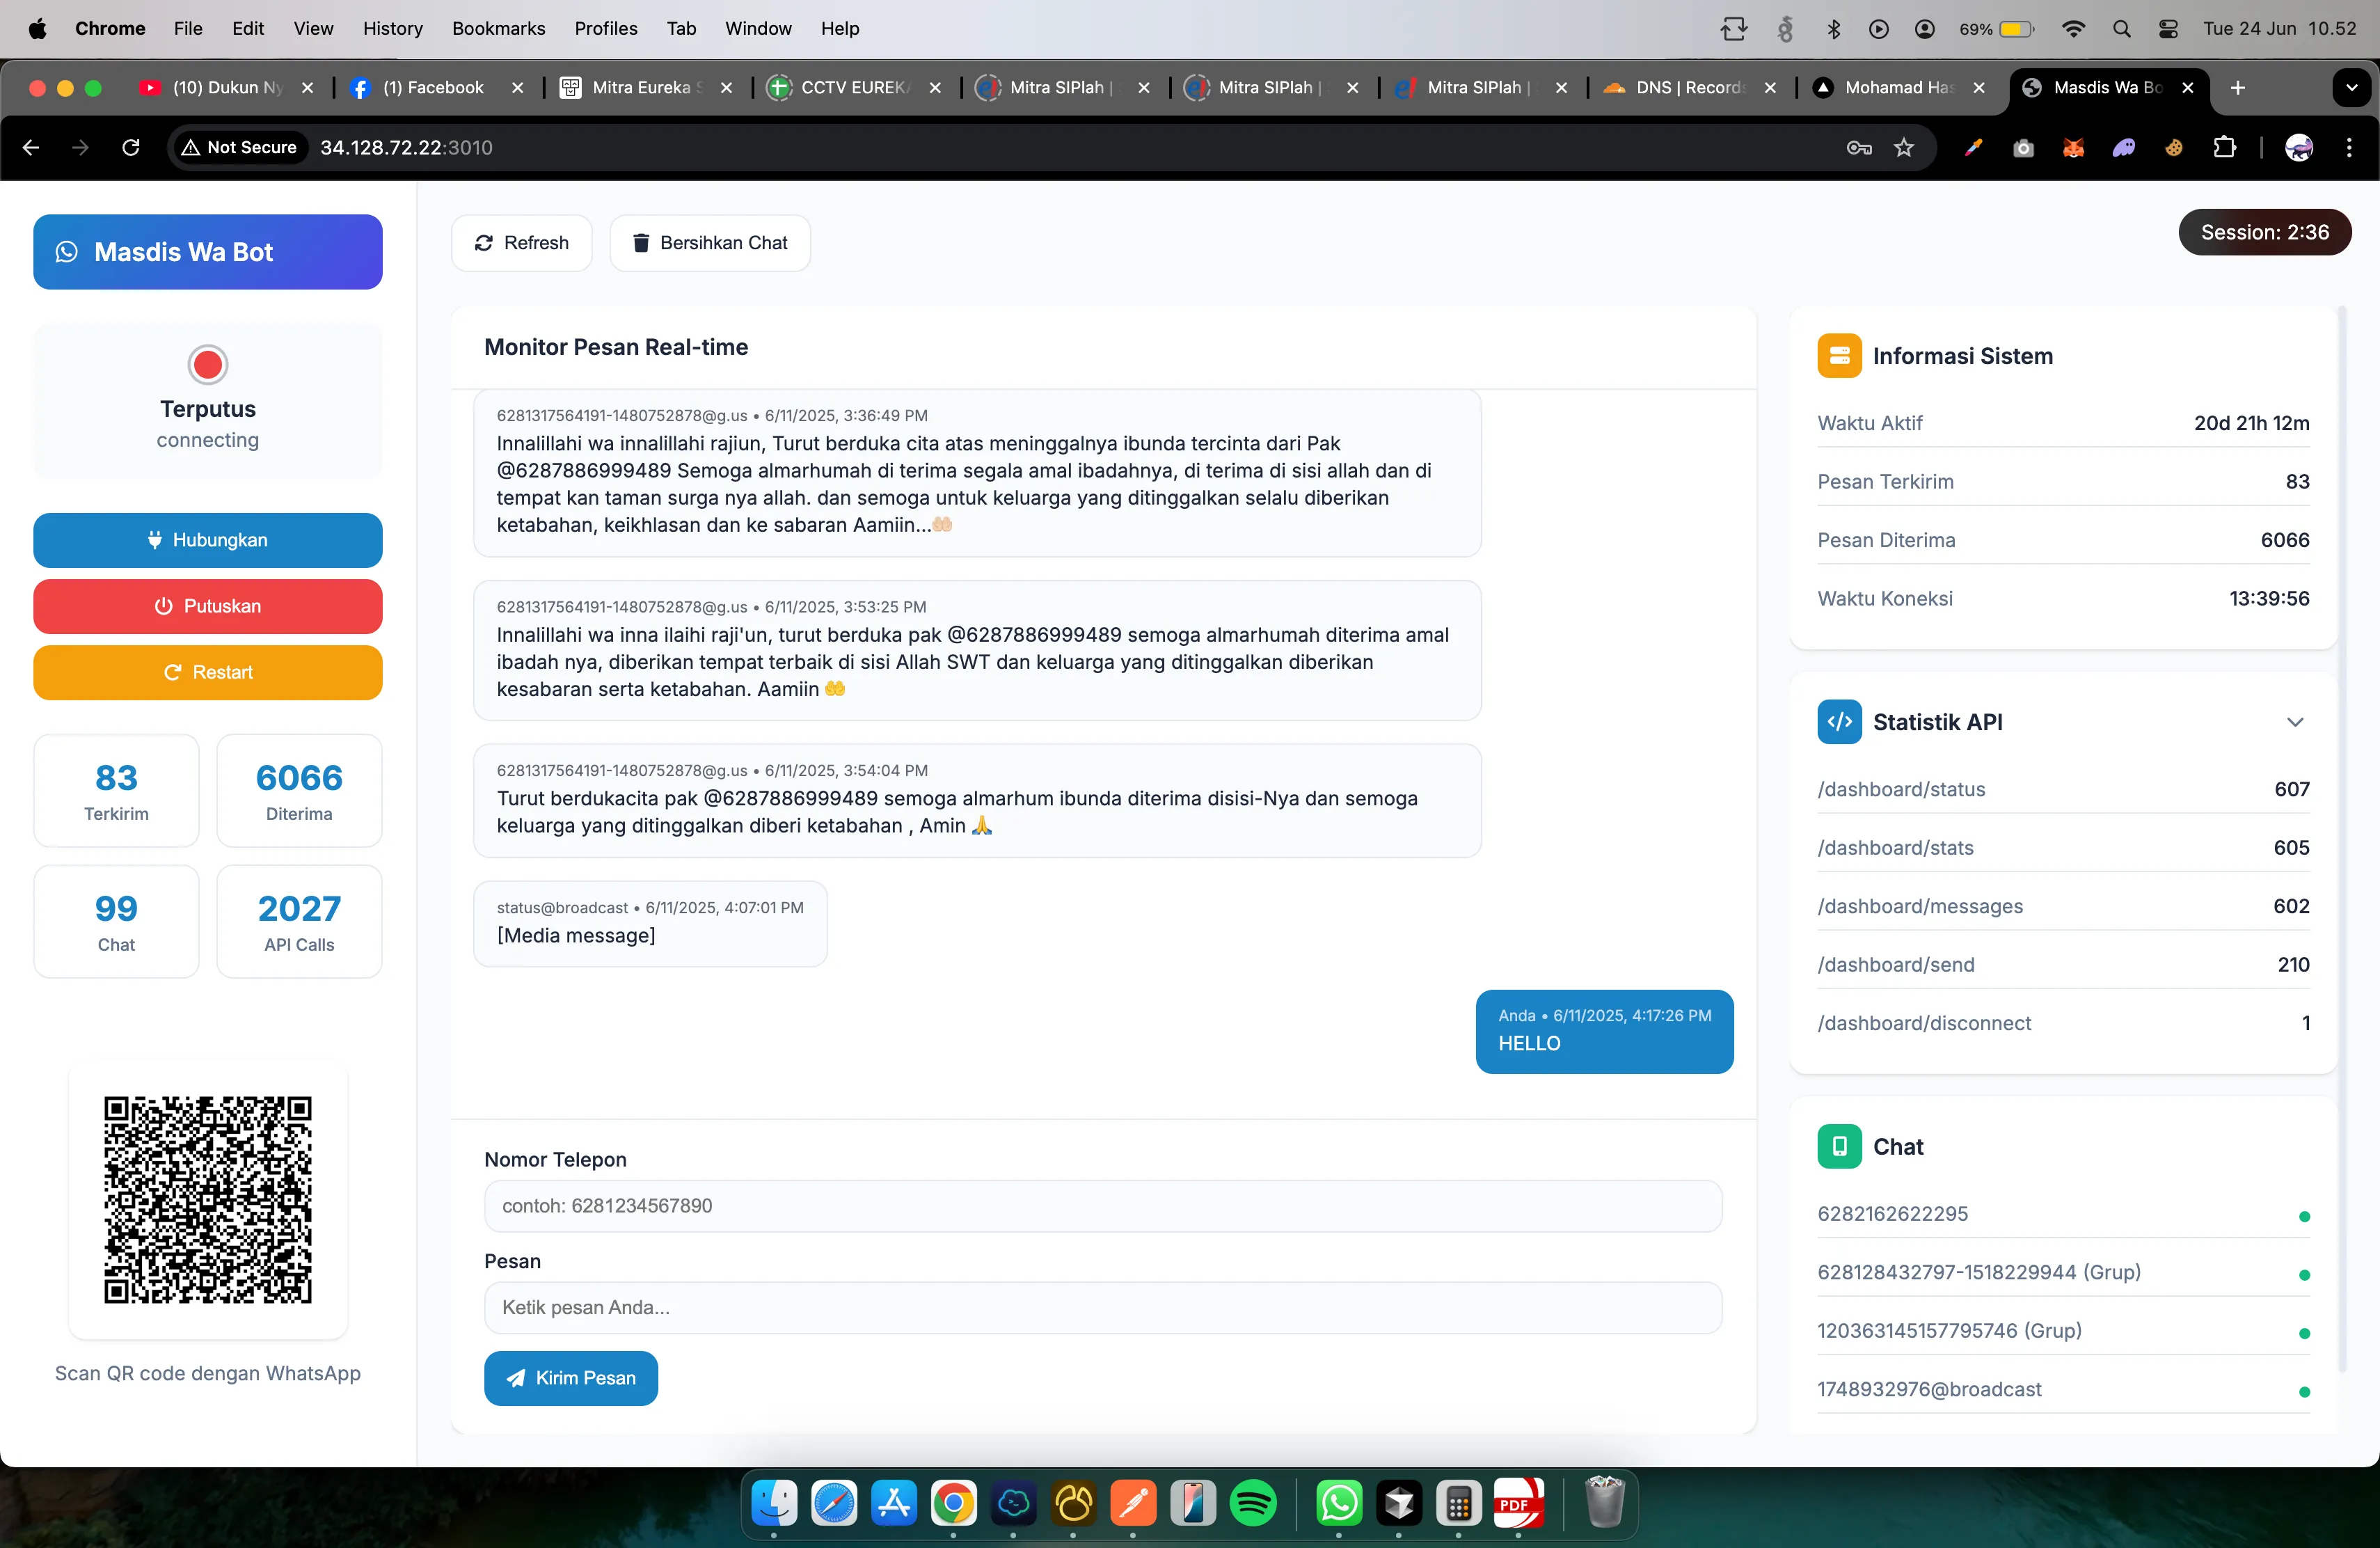 Chrome File Edit View History Bookmarks Profiles Tab Window Help 69% Tue 24 Jun 10.52
(10) Dukun Ny (1) Facebook Mitra Eureka S CCTV EUREKA Mitra SIPlah | Mitra SIPlah | Mitra SIPlah | DNS | Records Mohamad Has Masdis Wa Bo
Not Secure 34.128.72.22:3010
Masdis Wa Bot
Terputus
connecting
Hubungkan
Putuskan
Restart
83
Terkirim
6066
Diterima
99
Chat
2027
API Calls
Scan QR code dengan WhatsApp
Refresh
Bersihkan Chat
Session: 2:36
Monitor Pesan Real-time
6281317564191-1480752878@g.us • 6/11/2025, 3:36:49 PM
Innalillahi wa innalillahi rajiun, Turut berduka cita atas meninggalnya ibunda tercinta dari Pak
@6287886999489 Semoga almarhumah di terima segala amal ibadahnya, di terima di sisi allah dan di
tempat kan taman surga nya allah. dan semoga untuk keluarga yang ditinggalkan selalu diberikan
ketabahan, keikhlasan dan ke sabaran Aamiin...🤲🏻
6281317564191-1480752878@g.us • 6/11/2025, 3:53:25 PM
Innalillahi wa inna ilaihi raji'un, turut berduka pak @6287886999489 semoga almarhumah diterima amal
ibadah nya, diberikan tempat terbaik di sisi Allah SWT dan keluarga yang ditinggalkan diberikan
kesabaran serta ketabahan. Aamiin 🤲
6281317564191-1480752878@g.us • 6/11/2025, 3:54:04 PM
Turut berdukacita pak @6287886999489 semoga almarhum ibunda diterima disisi-Nya dan semoga
keluarga yang ditinggalkan diberi ketabahan , Amin 🙏
status@broadcast • 6/11/2025, 4:07:01 PM
[Media message]
Anda • 6/11/2025, 4:17:26 PM
HELLO
Nomor Telepon
contoh: 6281234567890
Pesan
Ketik pesan Anda...
Kirim Pesan
Informasi Sistem
Waktu Aktif 20d 21h 12m
Pesan Terkirim 83
Pesan Diterima 6066
Waktu Koneksi 13:39:56
Statistik API
/dashboard/status 607
/dashboard/stats 605
/dashboard/messages 602
/dashboard/send 210
/dashboard/disconnect 1
Chat
6282162622295
628128432797-1518229944 (Grup)
120363145157795746 (Grup)
1748932976@broadcast
PDF